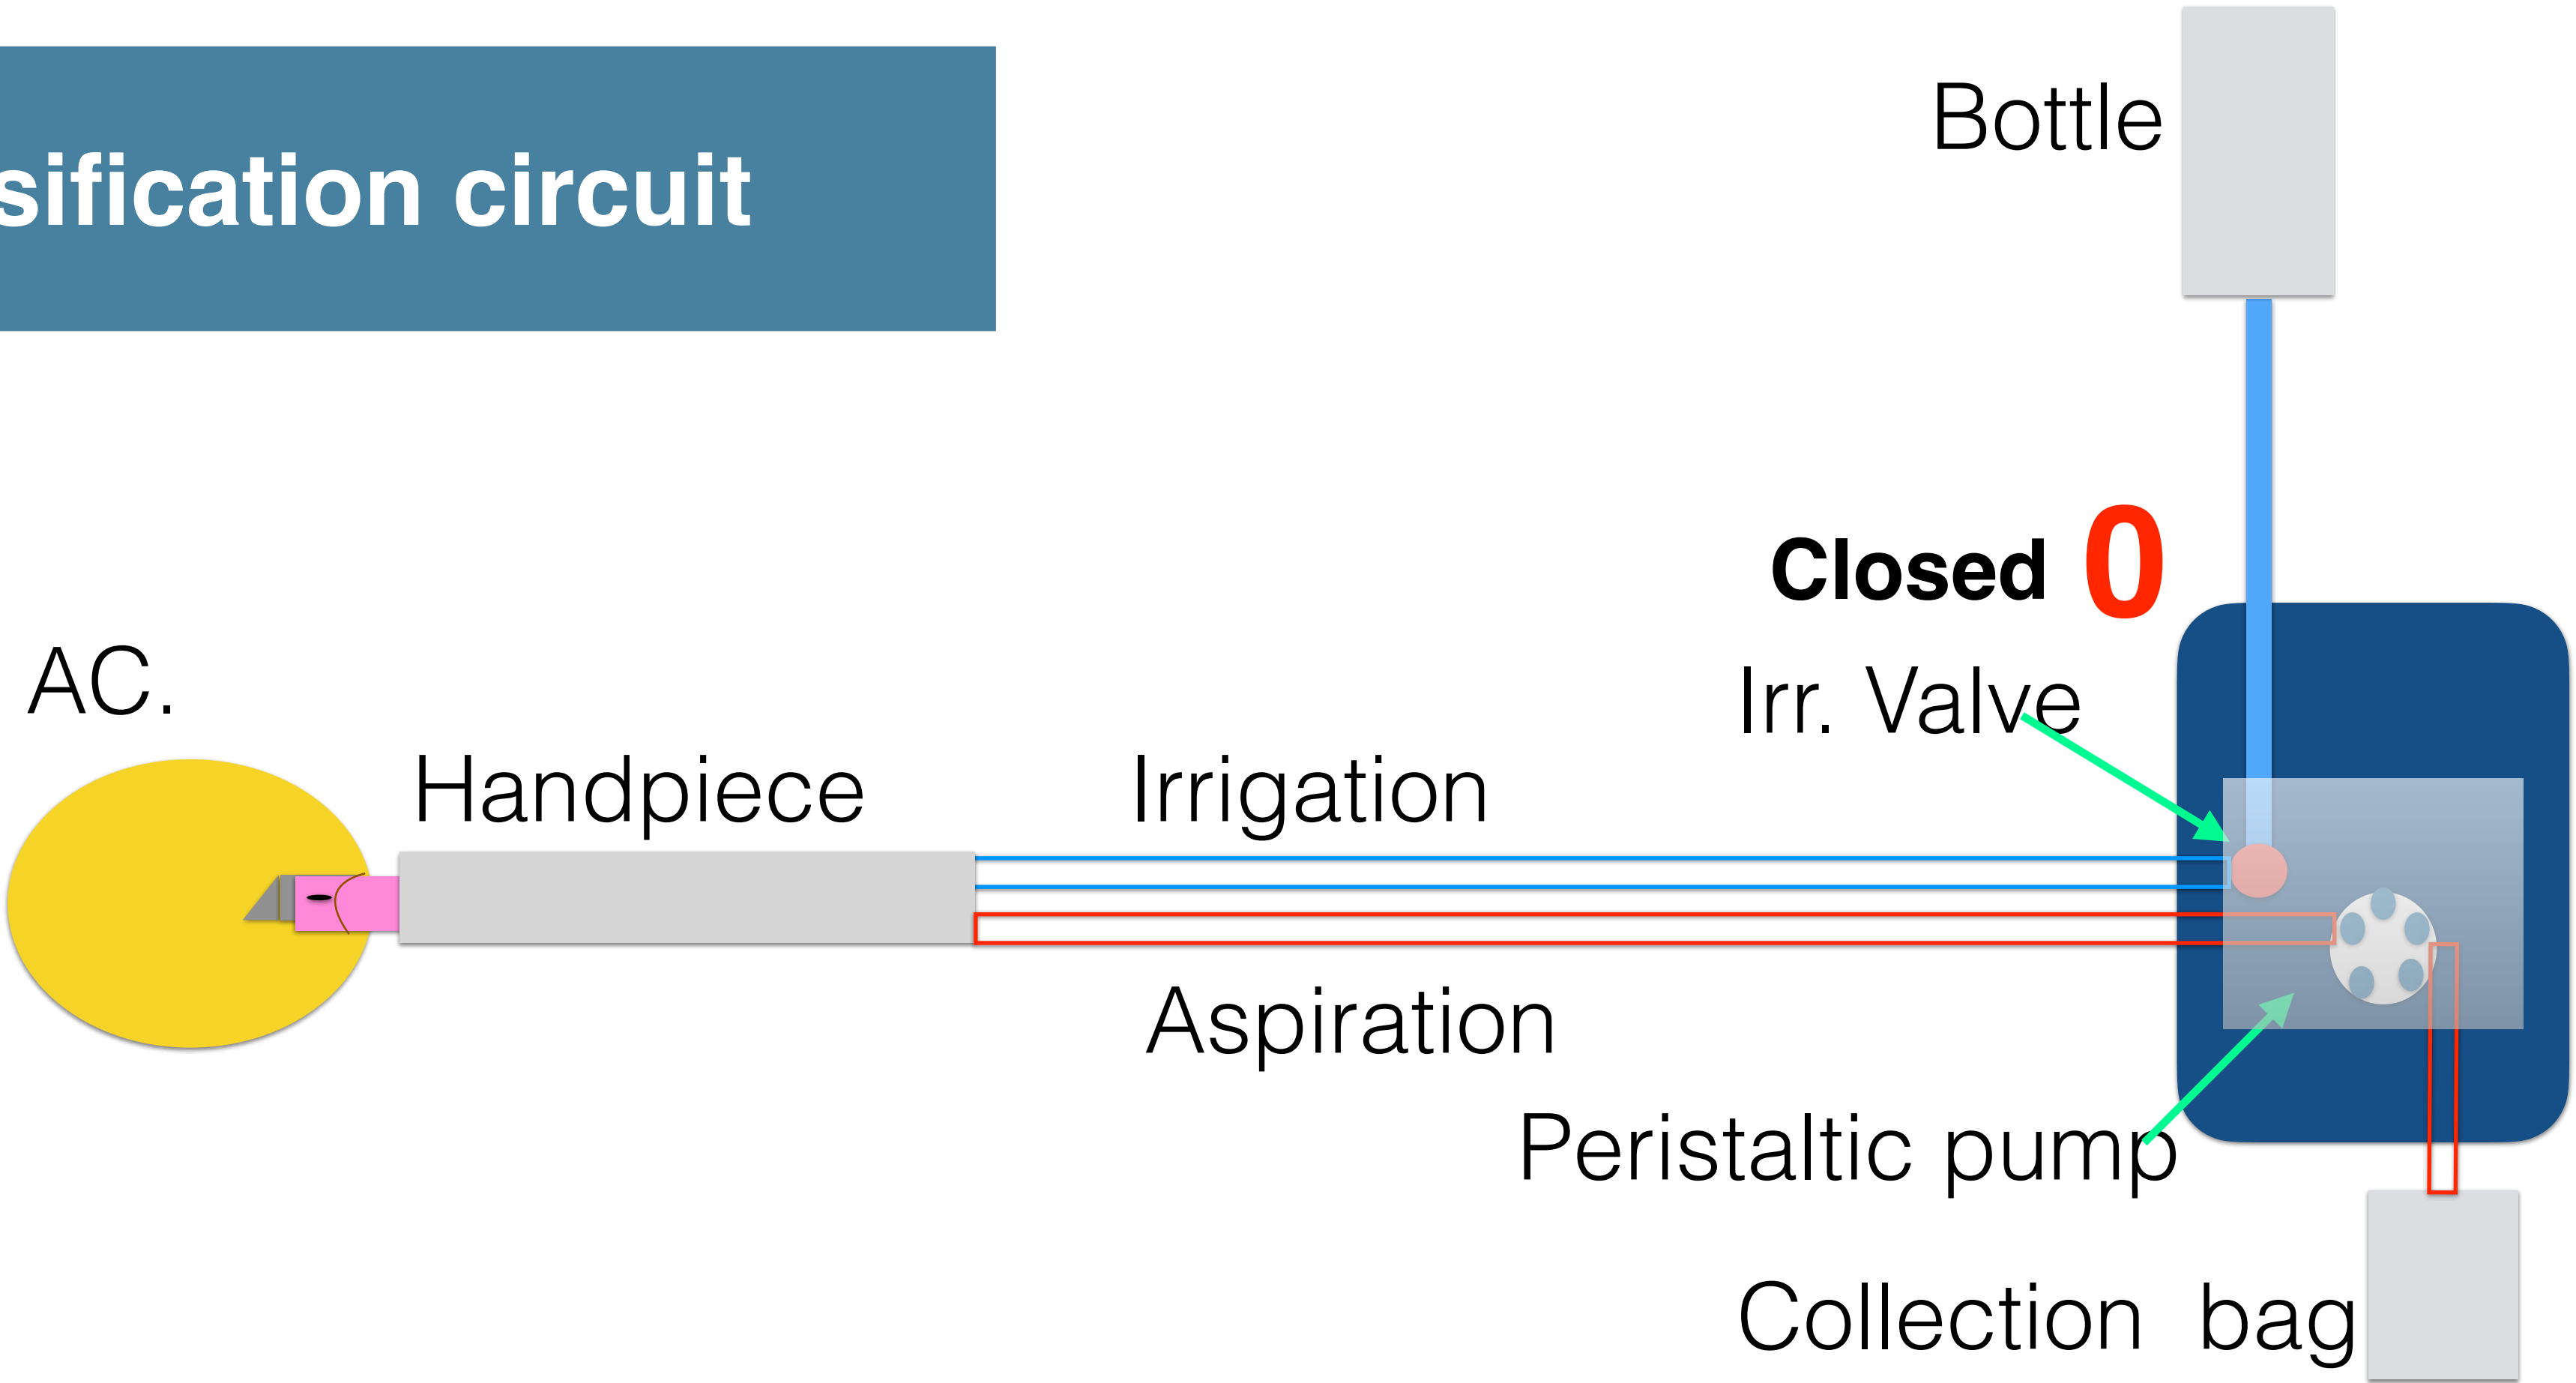 sification circuit
Bottle
Closed 0
Irr. Valve
AC.
Handpiece
Irrigation
Aspiration
Peristaltic pump
Collection bag